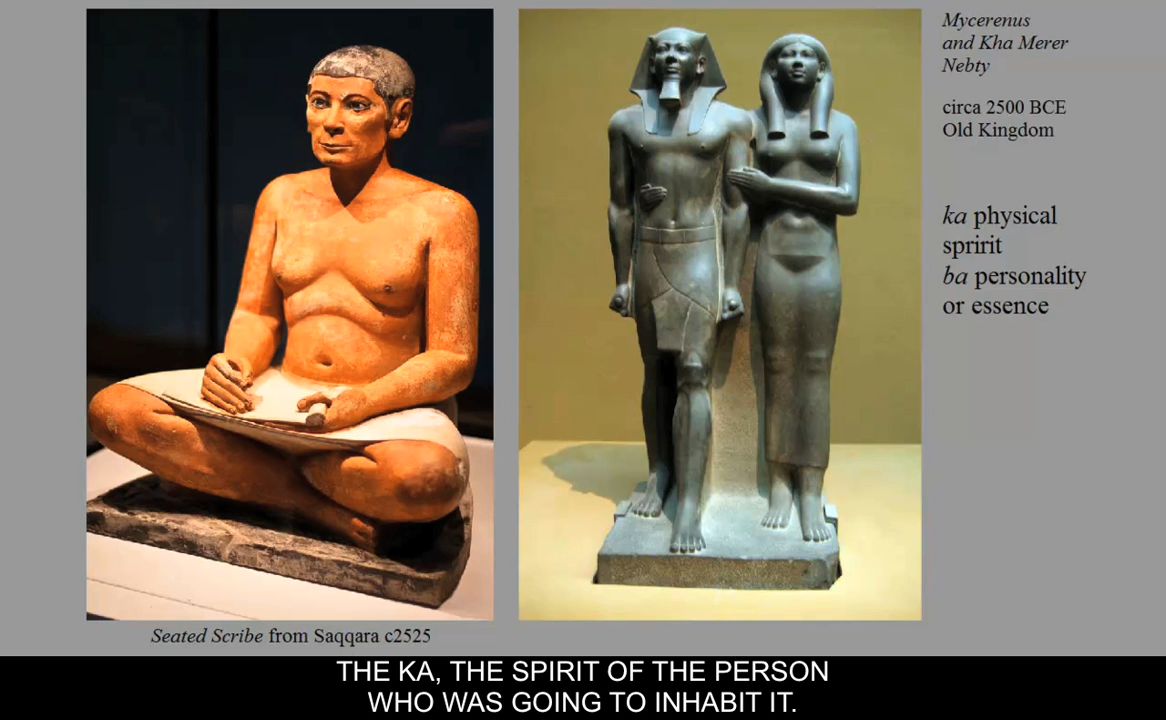 Mycerenus
and Kha Merer
Nebty
circa 2500 BCE
Old Kingdom
ka physical
spririt
ba personality
or essence
Seated Scribe from Saqqara c2525
THE KA, THE SPIRIT OF THE PERSON
WHO WAS GOING TO INHABIT IT.